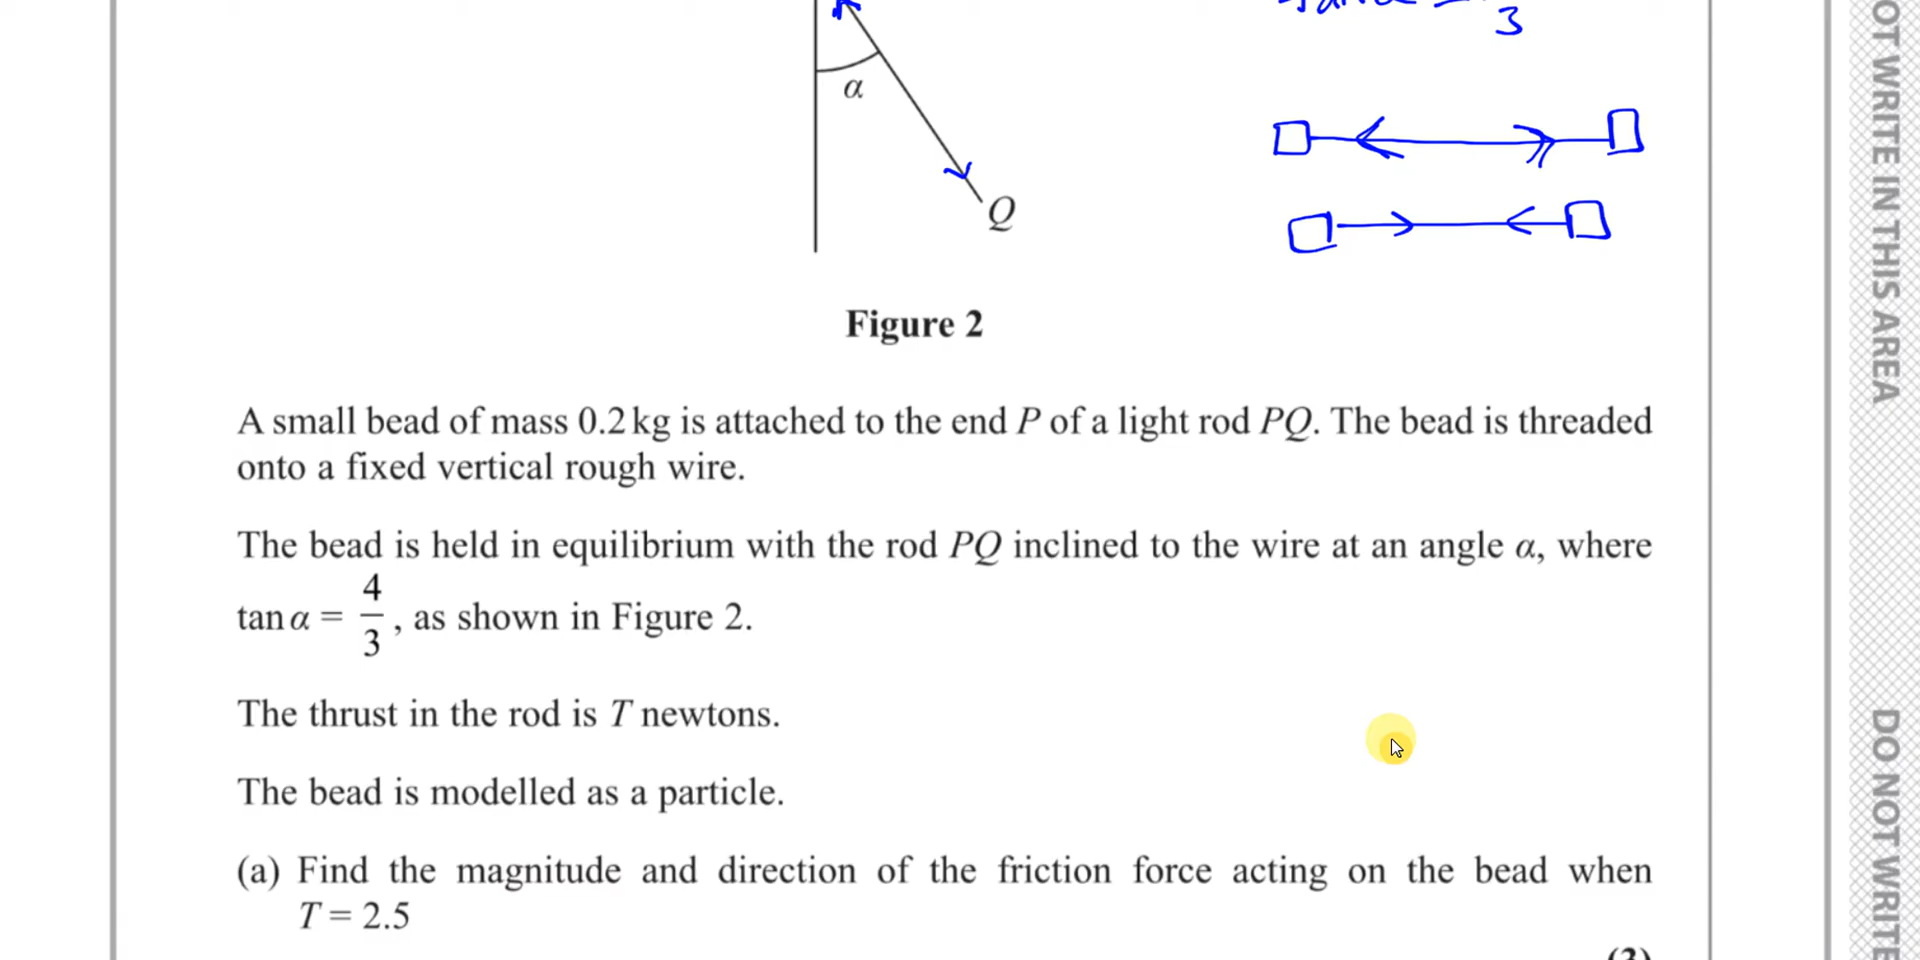 3
α
Q
Figure 2
A small bead of mass 0.2 kg is attached to the end P of a light rod PQ. The bead is threaded
onto a fixed vertical rough wire.
The bead is held in equilibrium with the rod PQ inclined to the wire at an angle α, where
tan α = 4/3, as shown in Figure 2.
The thrust in the rod is T newtons.
The bead is modelled as a particle.
(a) Find the magnitude and direction of the friction force acting on the bead when
T = 2.5
OT WRITE IN THIS AREA
DO NOT WRITE